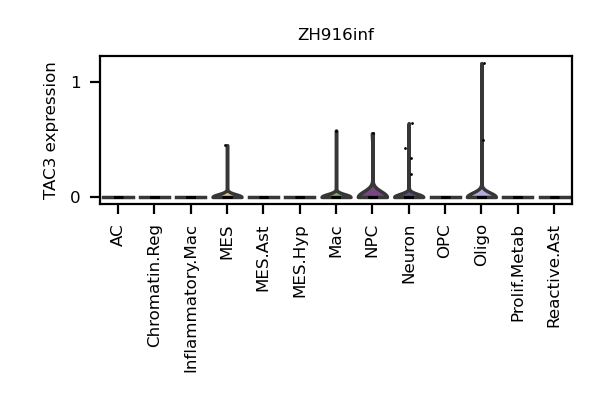 ZH916inf
TAC3 expression
1
0
AC
Chromatin.Reg
Inflammatory.Mac
MES
MES.Ast
MES.Hyp
Mac
NPC
Neuron
OPC
Oligo
Prolif.Metab
Reactive.Ast